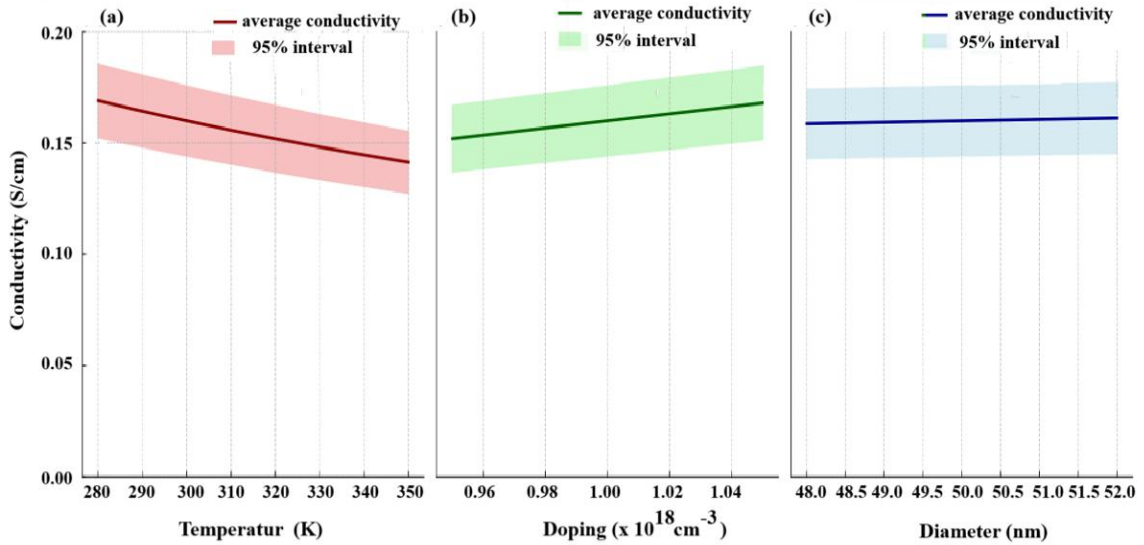 (a)
average conductivity
95% interval
(b)
average conductivity
95% interval
(c)
average conductivity
95% interval
Conductivity (S/cm)
0.20
0.15
0.10
0.05
0.00
280 290 300 310 320 330 340 350
Temperatur (K)
0.96 0.98 1.00 1.02 1.04
Doping (x 10^18 cm^-3)
48.0 48.5 49.0 49.5 50.0 50.5 51.0 51.5 52.0
Diameter (nm)